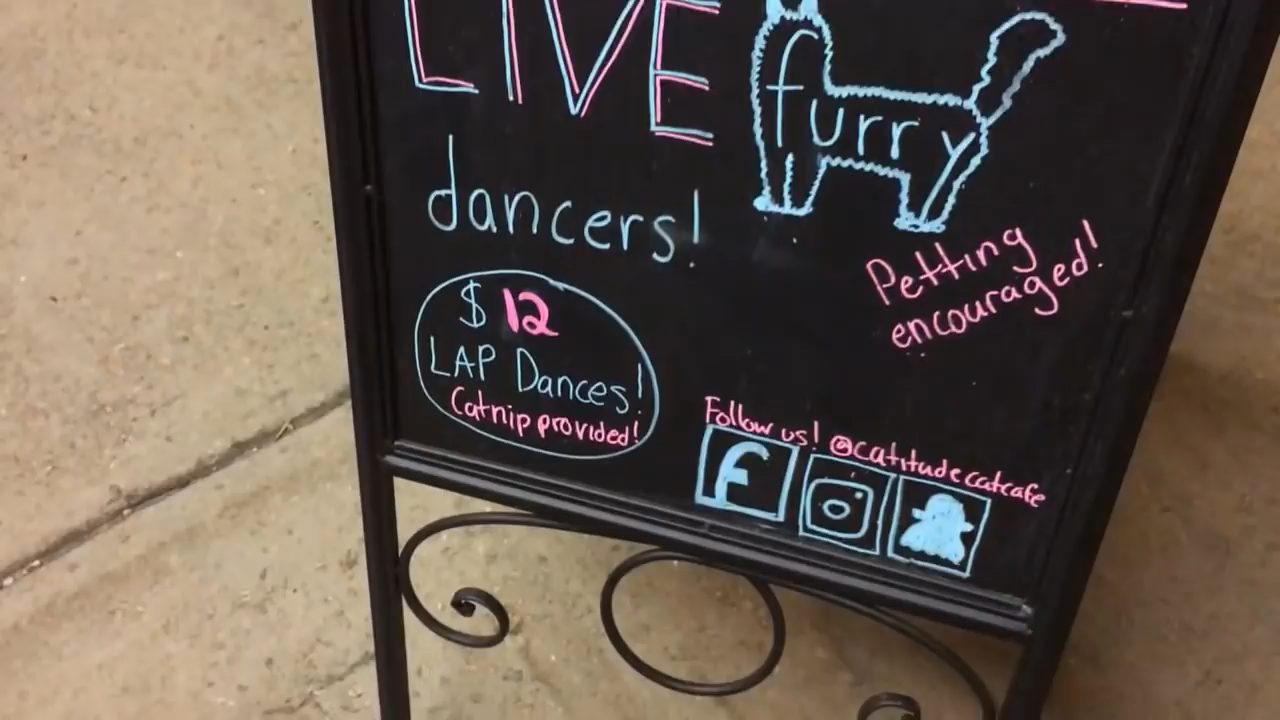 LIVE furry
dancers!
Petting
encouraged!
$ 12
LAP Dances!
Catnip provided!
Follow us! @catitudecatcafe
f